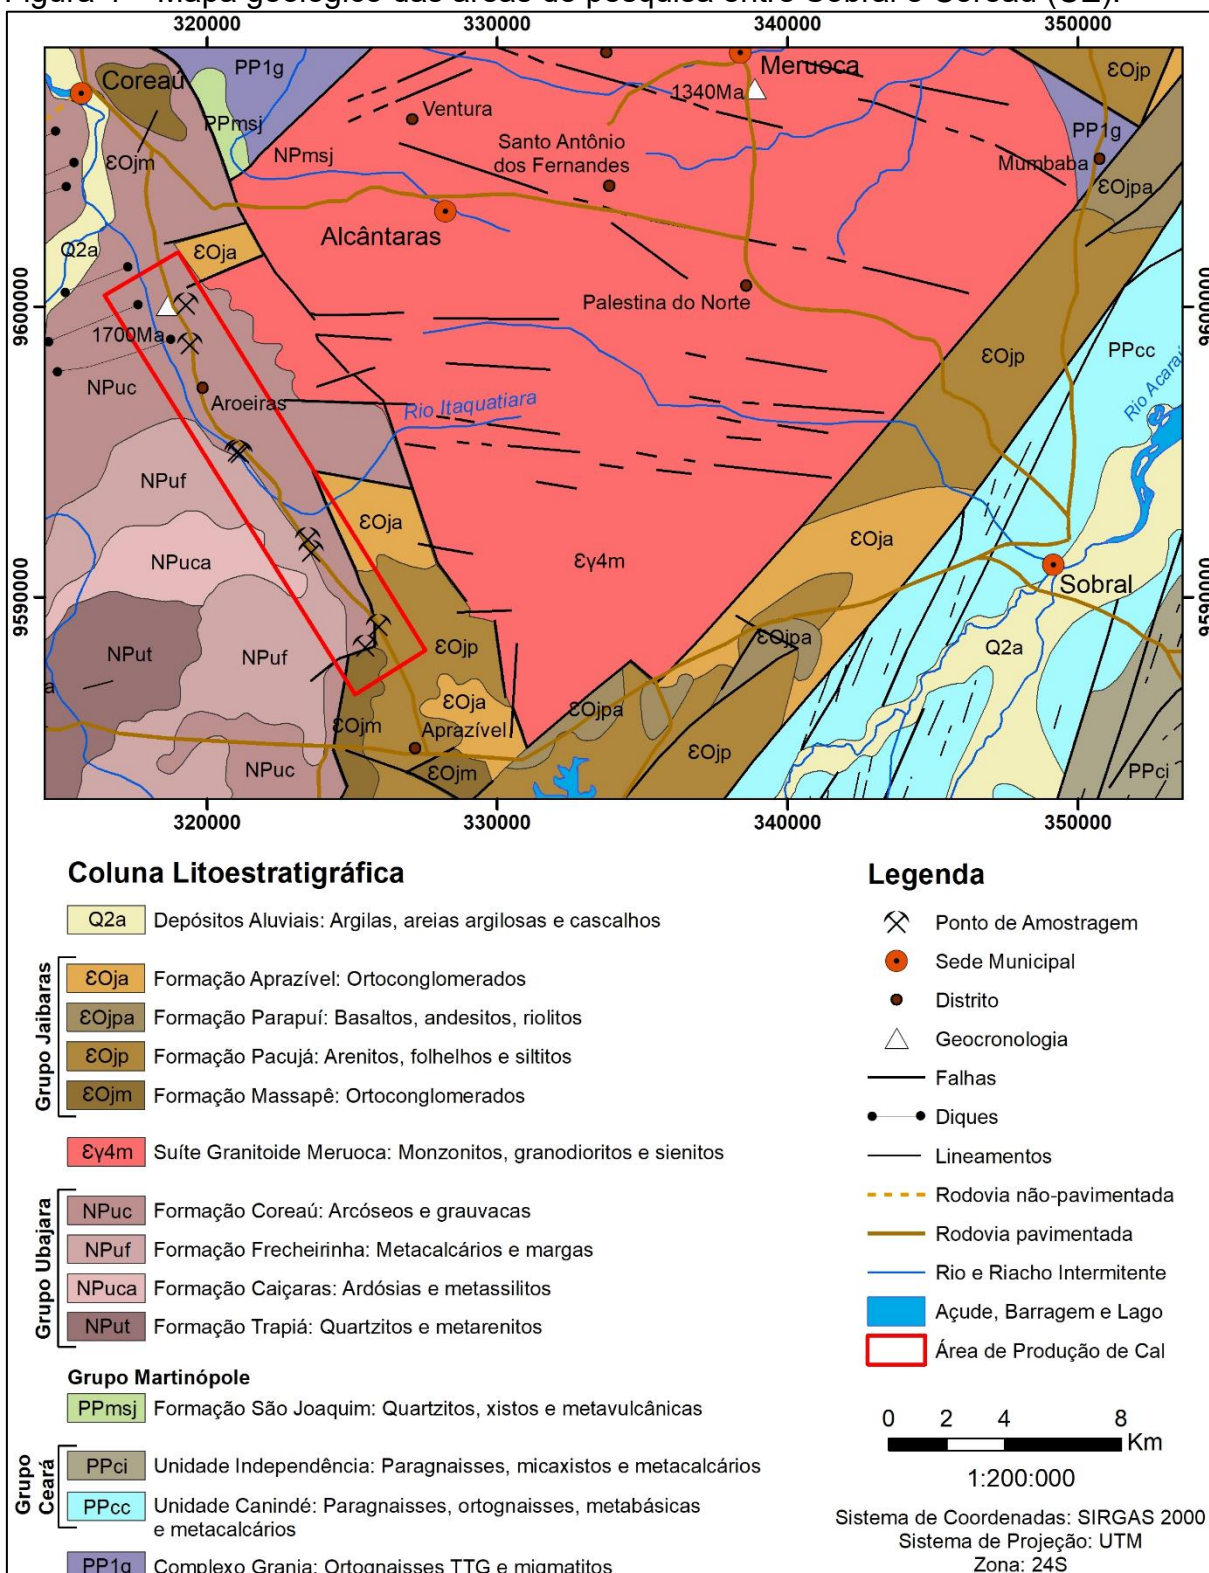 Figura 4 – Mapa geológico das áreas de pesquisa entre Sobral e Coreaú (CE).
320000 330000 340000 350000
Coreaú
PP1g
Meruoca
ƐOjp
1340Ma
Ventura
PPmsj
PP1g
Santo Antônio
dos Fernandes
NPmsj
ƐOjm
Mumbaba
ƐOjpa
Alcântaras
Q2a
ƐOja
Palestina do Norte
9600000
9600000
1700Ma
ƐOjp
PPcc
NPuc
Aroeiras
Rio Itaquatiara
Rio Acaraú
NPuf
ƐOja
ƐOja
NPuca
Ɛγ4m
Sobral
9590000
9590000
NPut
NPuf
ƐOjp
ƐOjpa
Q2a
a
ƐOja
ƐOjpa
ƐOjm
Aprazível
ƐOjp
NPuc
ƐOjm
PPci
320000 330000 340000 350000
Coluna Litoestratigráfica
Q2a Depósitos Aluviais: Argilas, areias argilosas e cascalhos
Grupo Jaibaras
ƐOja Formação Aprazível: Ortoconglomerados
ƐOjpa Formação Parapuí: Basaltos, andesitos, riolitos
ƐOjp Formação Pacujá: Arenitos, folhelhos e siltitos
ƐOjm Formação Massapê: Ortoconglomerados
Ɛγ4m Suíte Granitoide Meruoca: Monzonitos, granodioritos e sienitos
Grupo Ubajara
NPuc Formação Coreaú: Arcóseos e grauvacas
NPuf Formação Frecheirinha: Metacalcários e margas
NPuca Formação Caiçaras: Ardósias e metassilitos
NPut Formação Trapiá: Quartzitos e metarenitos
Grupo Martinópole
PPmsj Formação São Joaquim: Quartzitos, xistos e metavulcânicas
Grupo
Ceará
PPci Unidade Independência: Paragnaisses, micaxistos e metacalcários
PPcc Unidade Canindé: Paragnaisses, ortognaisses, metabásicas
e metacalcários
PP1g Complexo Granja: Ortognaisses TTG e migmatitos
Legenda
Ponto de Amostragem
Sede Municipal
Distrito
Geocronologia
Falhas
Diques
Lineamentos
Rodovia não-pavimentada
Rodovia pavimentada
Rio e Riacho Intermitente
Açude, Barragem e Lago
Área de Produção de Cal
0 2 4 8
Km
1:200:000
Sistema de Coordenadas: SIRGAS 2000
Sistema de Projeção: UTM
Zona: 24S